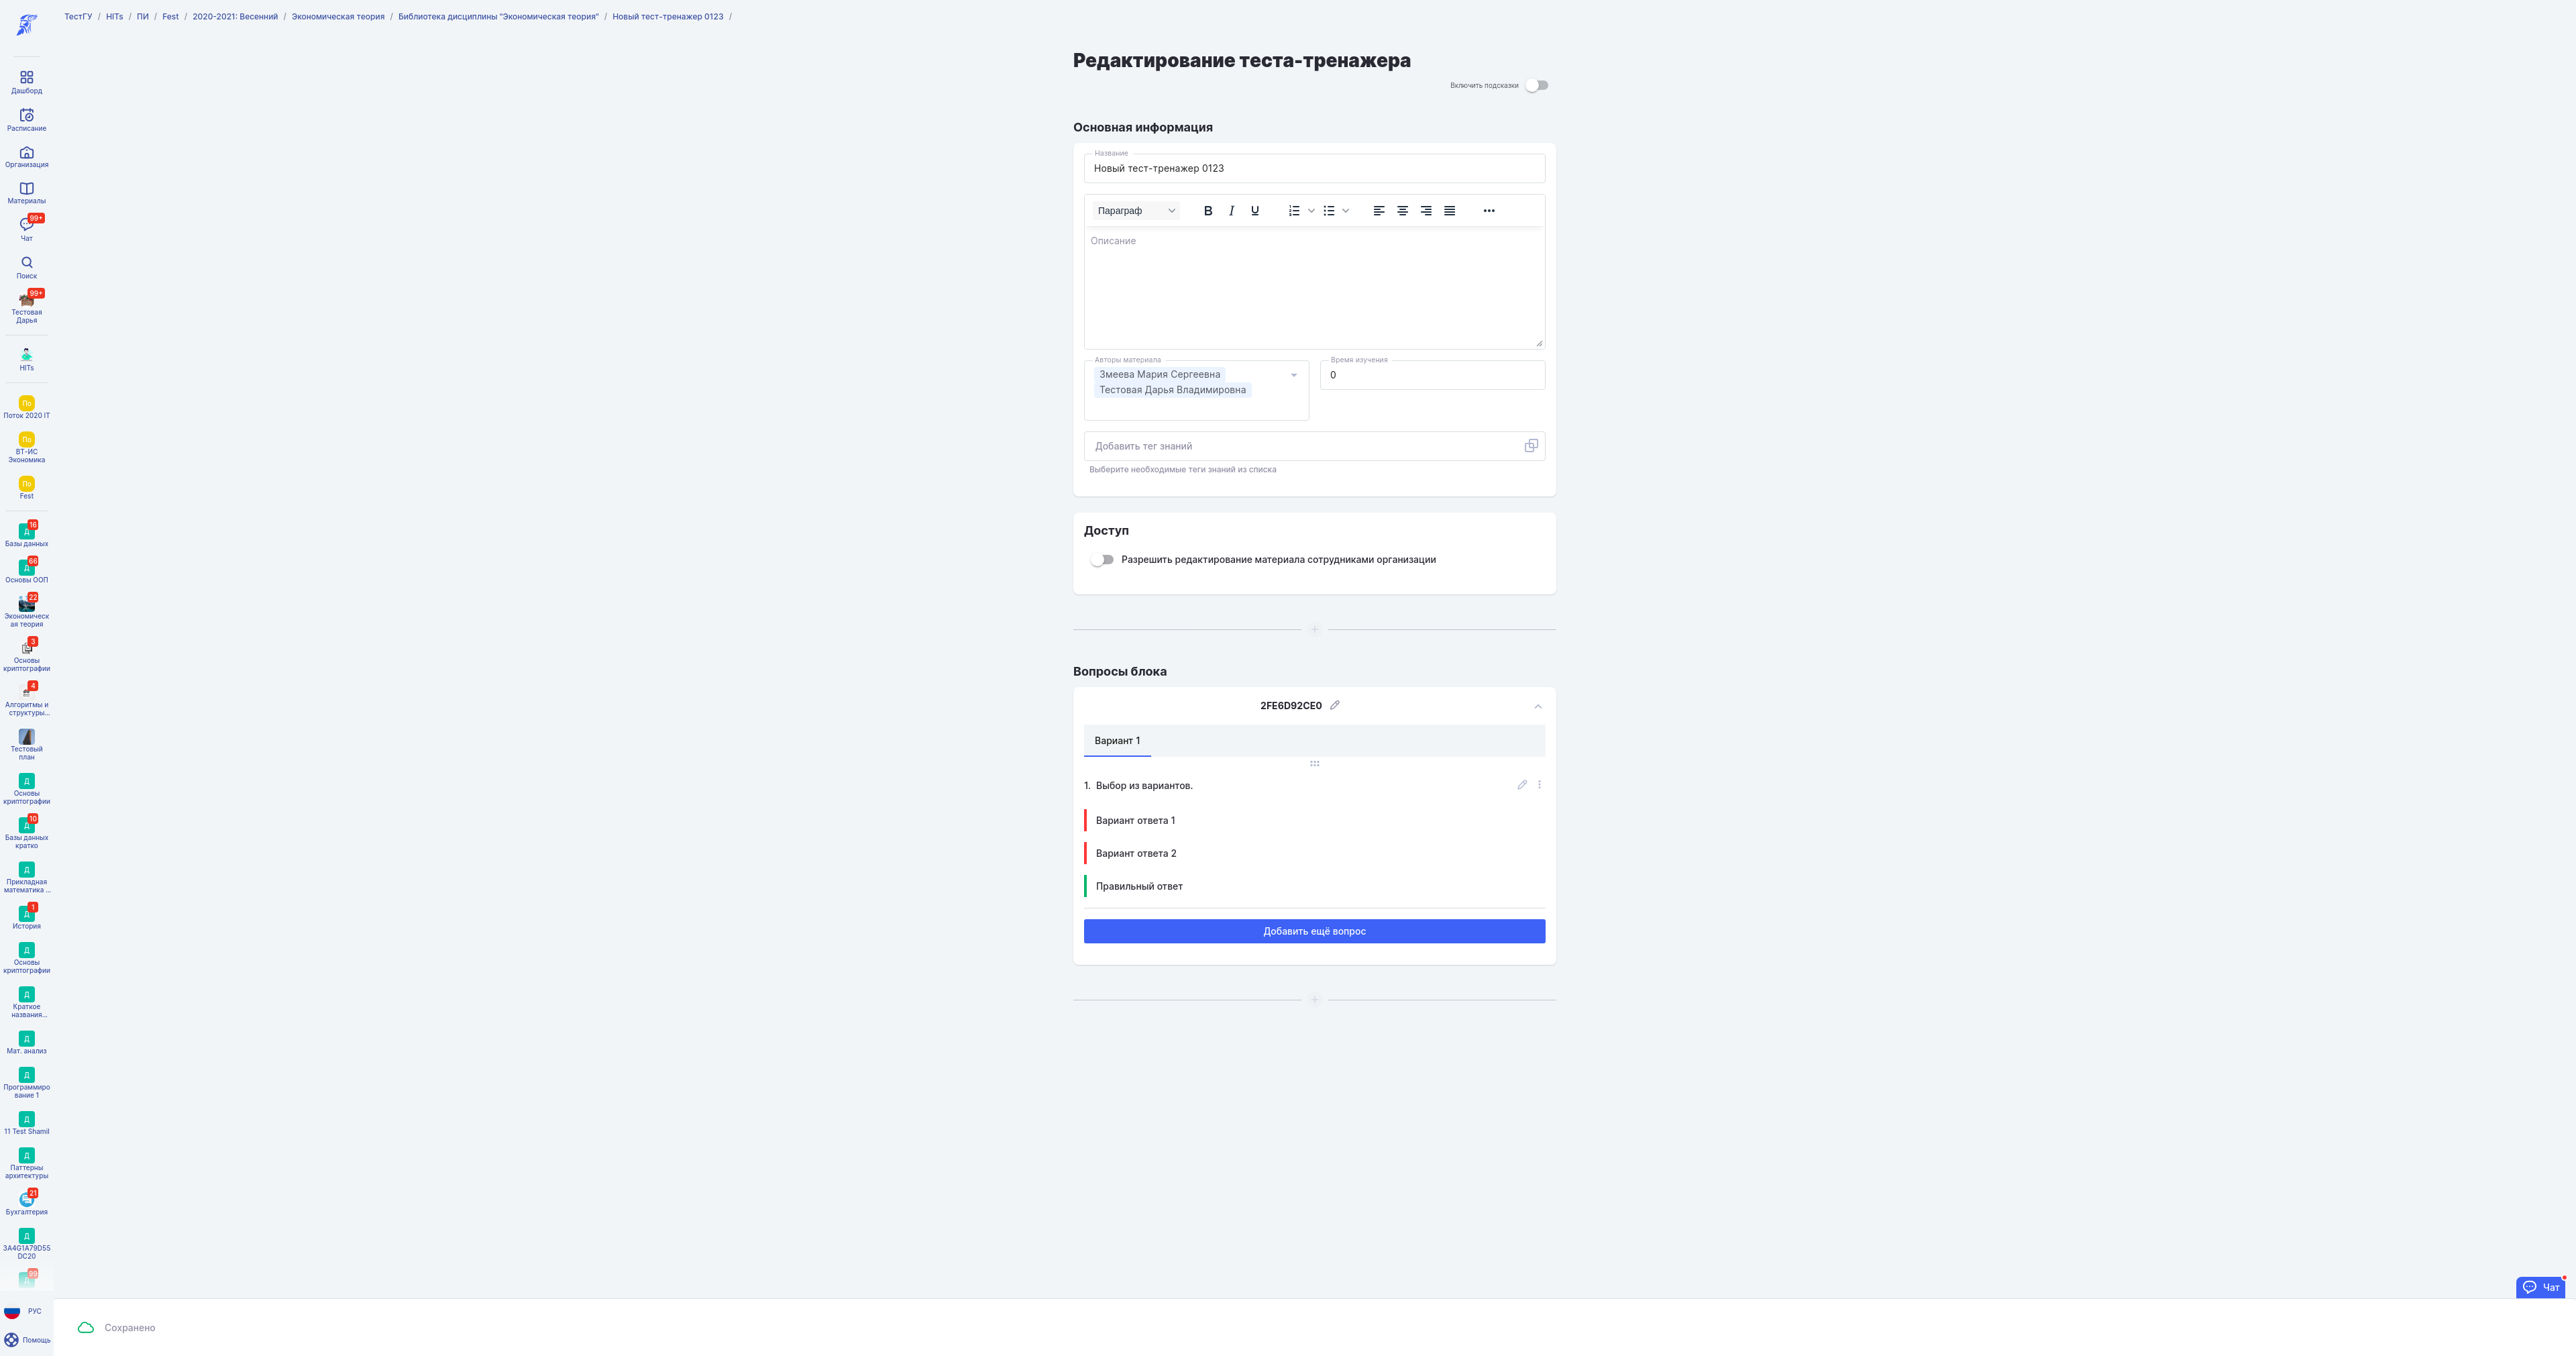 ТестГУ / HITs / ПИ / Fest / 2020-2021: Весенний / Экономическая теория / Библиотека дисциплины "Экономическая теория" / Новый тест-тренажер 0123 /
Дашборд
Расписание
Организация
Материалы
99+
Чат
Поиск
99+
Тестовая
Дарья
HITs
По
Поток 2020 IT
По
ВТ-ИС
Экономика
По
Fest
16
Д
Базы данных
66
Д
Основы ООП
22
Экономическ
ая теория
3
Основы
криптографии
4
Алгоритмы и
структуры...
Тестовый
план
Д
Основы
криптографии
10
Д
Базы данных
кратко
Д
Прикладная
математика ...
1
Д
История
Д
Основы
криптографии
Д
Краткое
названия...
Д
Мат. анализ
Д
Программиро
вание 1
Д
11 Test Shamil
Д
Паттерны
архитектуры
21
Бухгалтерия
Д
3A4G1A79D55
DC20
99
Д
РУС
Помощь
Редактирование теста-тренажера
Включить подсказки
Основная информация
Название
Новый тест-тренажер 0123
Параграф
Описание
Авторы материала
Змеева Мария Сергеевна
Тестовая Дарья Владимировна
Время изучения
0
Добавить тег знаний
Выберите необходимые теги знаний из списка
Доступ
Разрешить редактирование материала сотрудниками организации
Вопросы блока
2FE6D92CE0
Вариант 1
1. Выбор из вариантов.
Вариант ответа 1
Вариант ответа 2
Правильный ответ
Добавить ещё вопрос
Чат
Сохранено